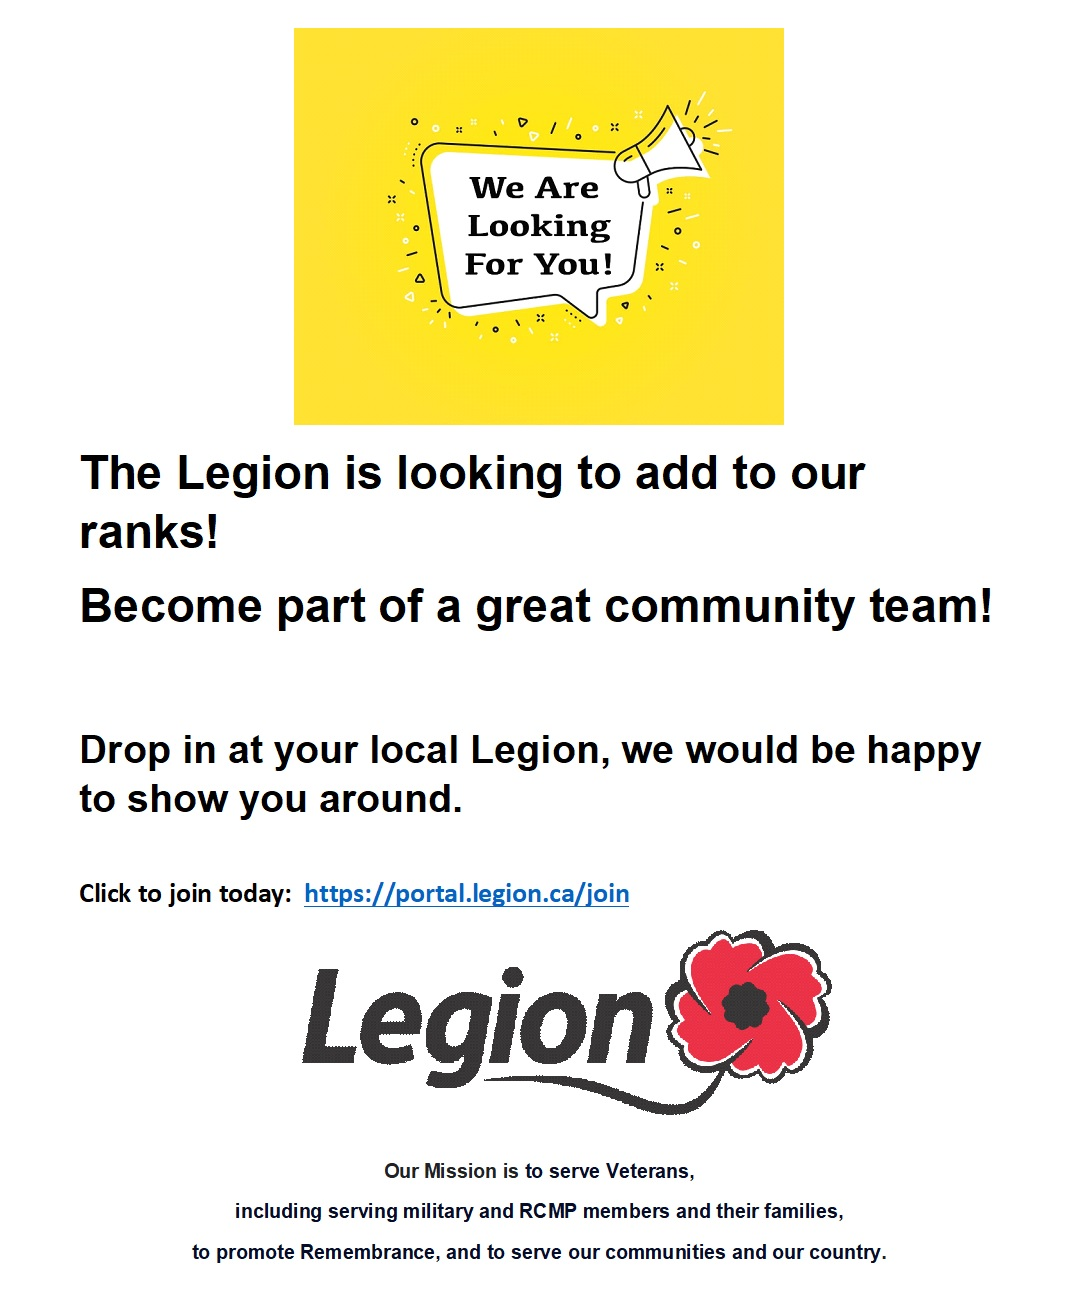 We Are
Looking
For You!
The Legion is looking to add to our
ranks!
Become part of a great community team!
Drop in at your local Legion, we would be happy
to show you around.
Click to join today: https://portal.legion.ca/join
Legion
Our Mission is to serve Veterans,
including serving military and RCMP members and their families,
to promote Remembrance, and to serve our communities and our country.